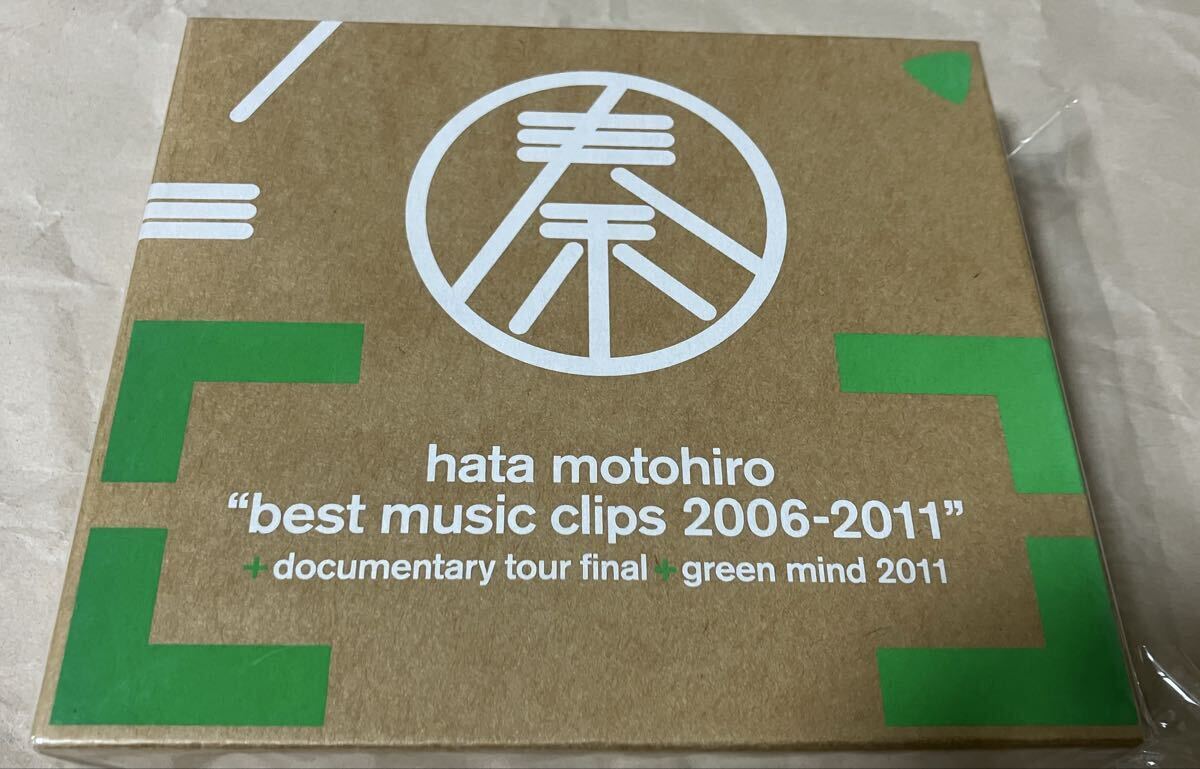 秦
hata motohiro
“best music clips 2006-2011”
+documentary tour final+green mind 2011